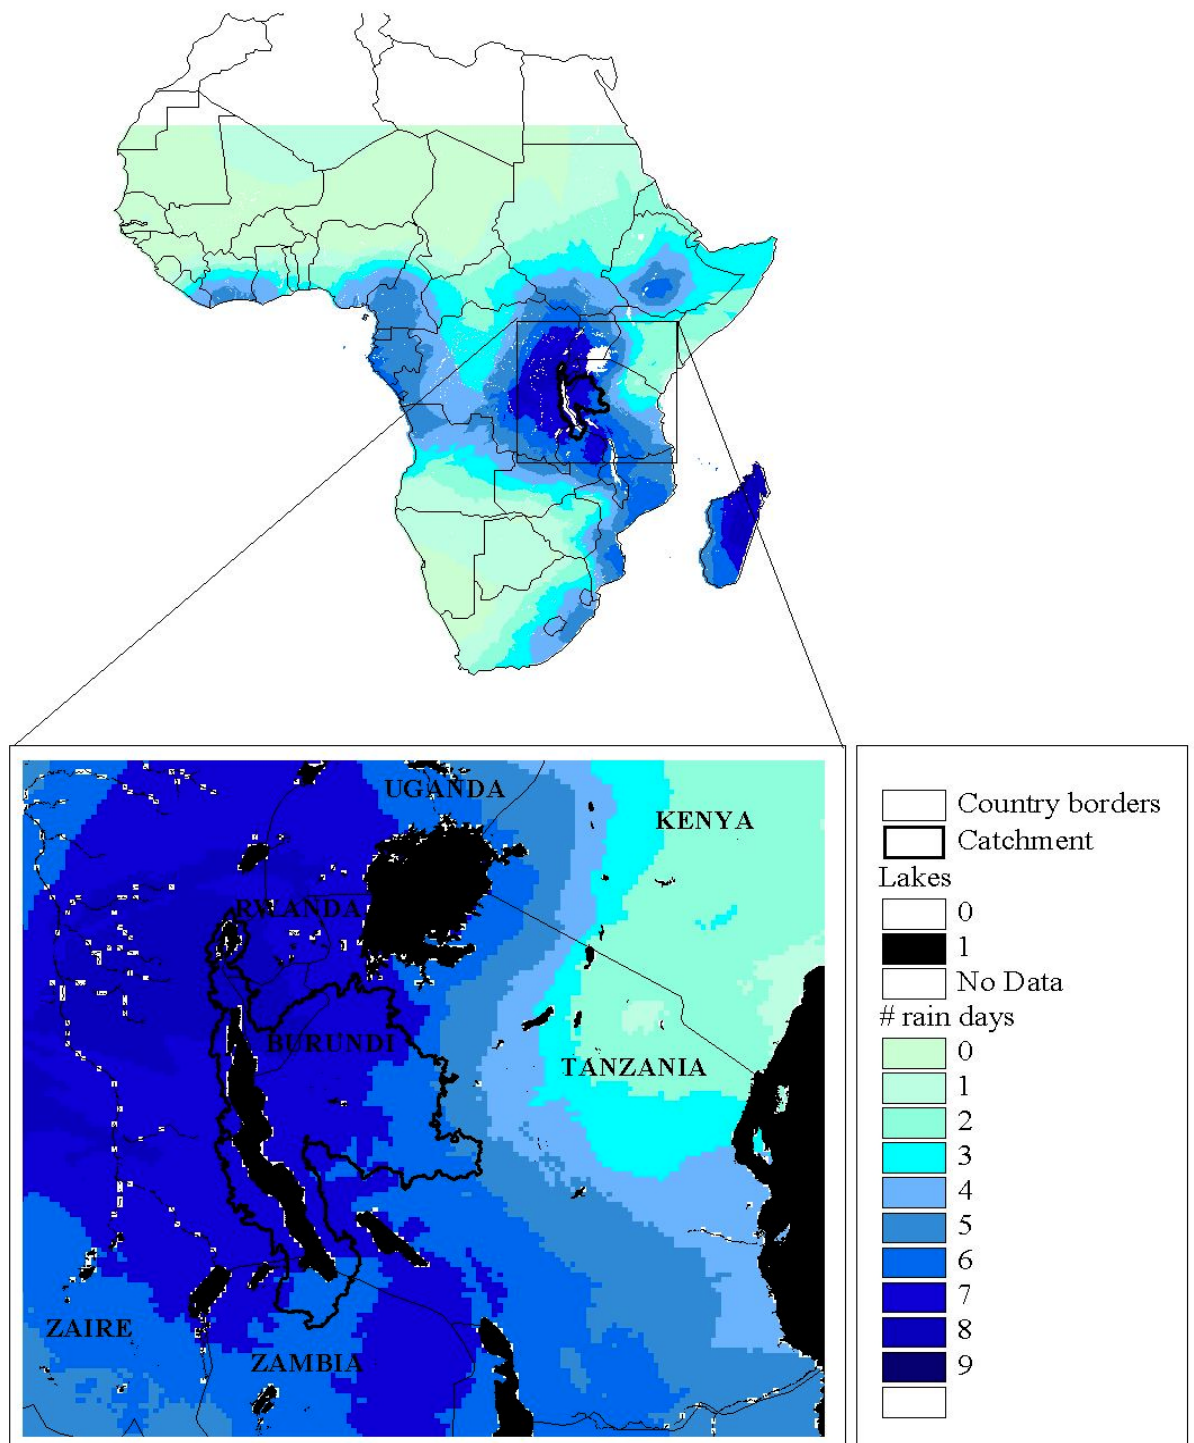 UGANDA
KENYA
RWANDA
BURUNDI
TANZANIA
ZAIRE
ZAMBIA
Country borders
Catchment
Lakes
0
1
No Data
# rain days
0
1
2
3
4
5
6
7
8
9